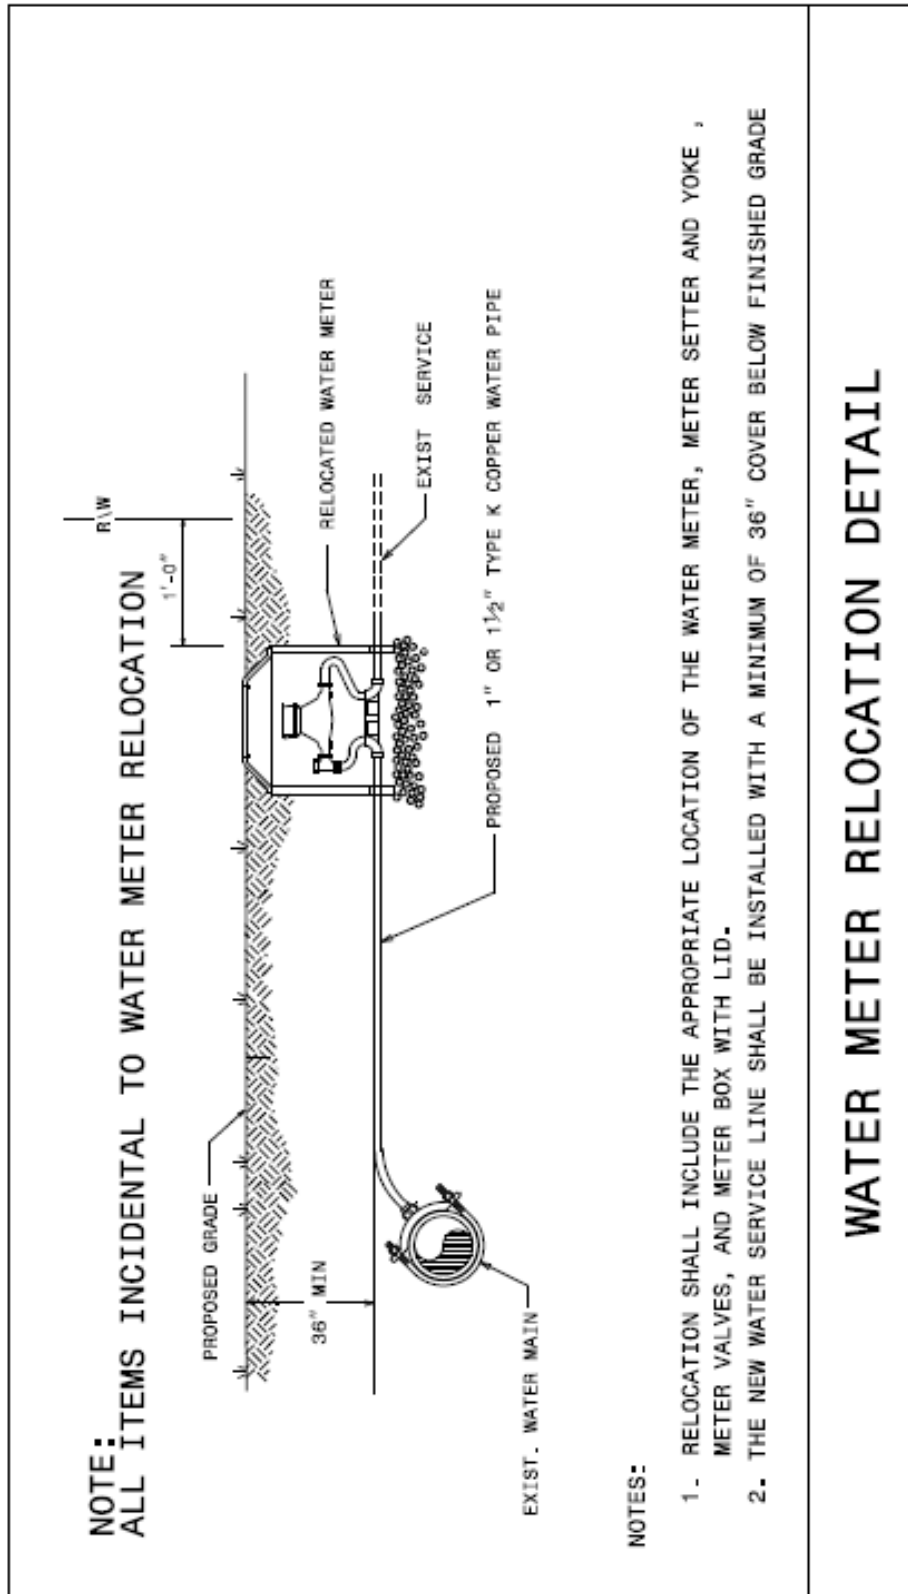 NOTE:
ALL ITEMS INCIDENTAL TO WATER METER RELOCATION
R\W
1'-0"
PROPOSED GRADE
36" MIN
RELOCATED WATER METER
EXIST SERVICE
PROPOSED 1" OR 1½" TYPE K COPPER WATER PIPE
EXIST. WATER MAIN
NOTES:
1. RELOCATION SHALL INCLUDE THE APPROPRIATE LOCATION OF THE WATER METER, METER SETTER AND YOKE ,
METER VALVES, AND METER BOX WITH LID.
2. THE NEW WATER SERVICE LINE SHALL BE INSTALLED WITH A MINIMUM OF 36" COVER BELOW FINISHED GRADE
WATER METER RELOCATION DETAIL